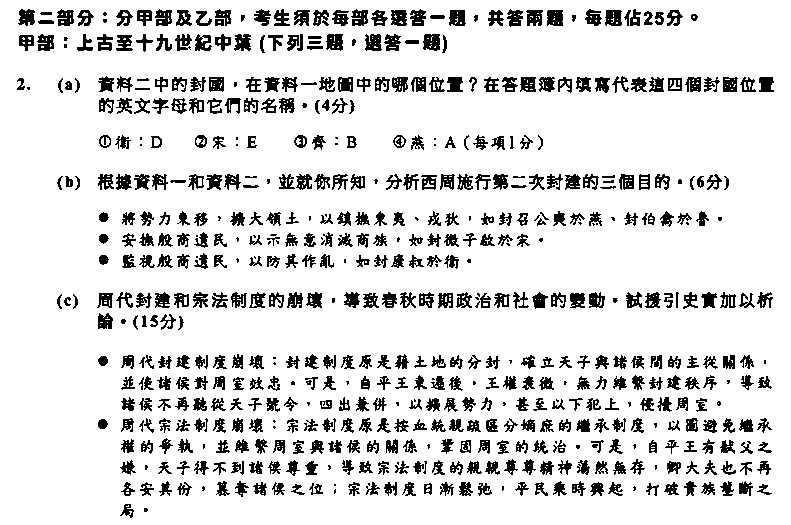 第二部分：分甲部及乙部，考生須於每部各選答一題，共答兩題，每題佔25分。
甲部：上古至十九世紀中葉 (下列三題，選答一題)
2. (a) 資料二中的封國，在資料一地圖中的哪個位置？在答題簿內填寫代表這四個封國位置
的英文字母和它們的名稱。(4分)
①衛：D ②宋：E ③齊：B ④燕：A（每項1分）
(b) 根據資料一和資料二，並就你所知，分析西周施行第二次封建的三個目的。(6分)
● 將勢力東移，擴大領土，以鎮撫東夷、戎狄，如封召公奭於燕、封伯禽於魯。
● 安撫殷商遺民，以示無意消滅商族，如封微子啟於宋。
● 監視殷商遺民，以防其作亂，如封康叔於衛。
(c) 周代封建和宗法制度的崩壞，導致春秋時期政治和社會的變動。試援引史實加以析
論。(15分)
● 周代封建制度崩壞：封建制度原是藉土地的分封，確立天子與諸侯間的主從關係，
並使諸侯對周室效忠。可是，自平王東遷後，王權衰微，無力維繫封建秩序，導致
諸侯不再聽從天子號令，四出兼併，以擴展勢力，甚至以下犯上，侵擾周室。
● 周代宗法制度崩壞：宗法制度原是按血統親疏區分嫡庶的繼承制度，以圖避免繼承
權的爭執，並維繫周室與諸侯的關係，鞏固周室的統治。可是，自平王有弒父之
嫌，天子得不到諸侯尊重，導致宗法制度的親親尊尊精神蕩然無存，卿大夫也不再
各安其份，篡奪諸侯之位；宗法制度日漸鬆弛，平民乘時興起，打破貴族壟斷之
局。